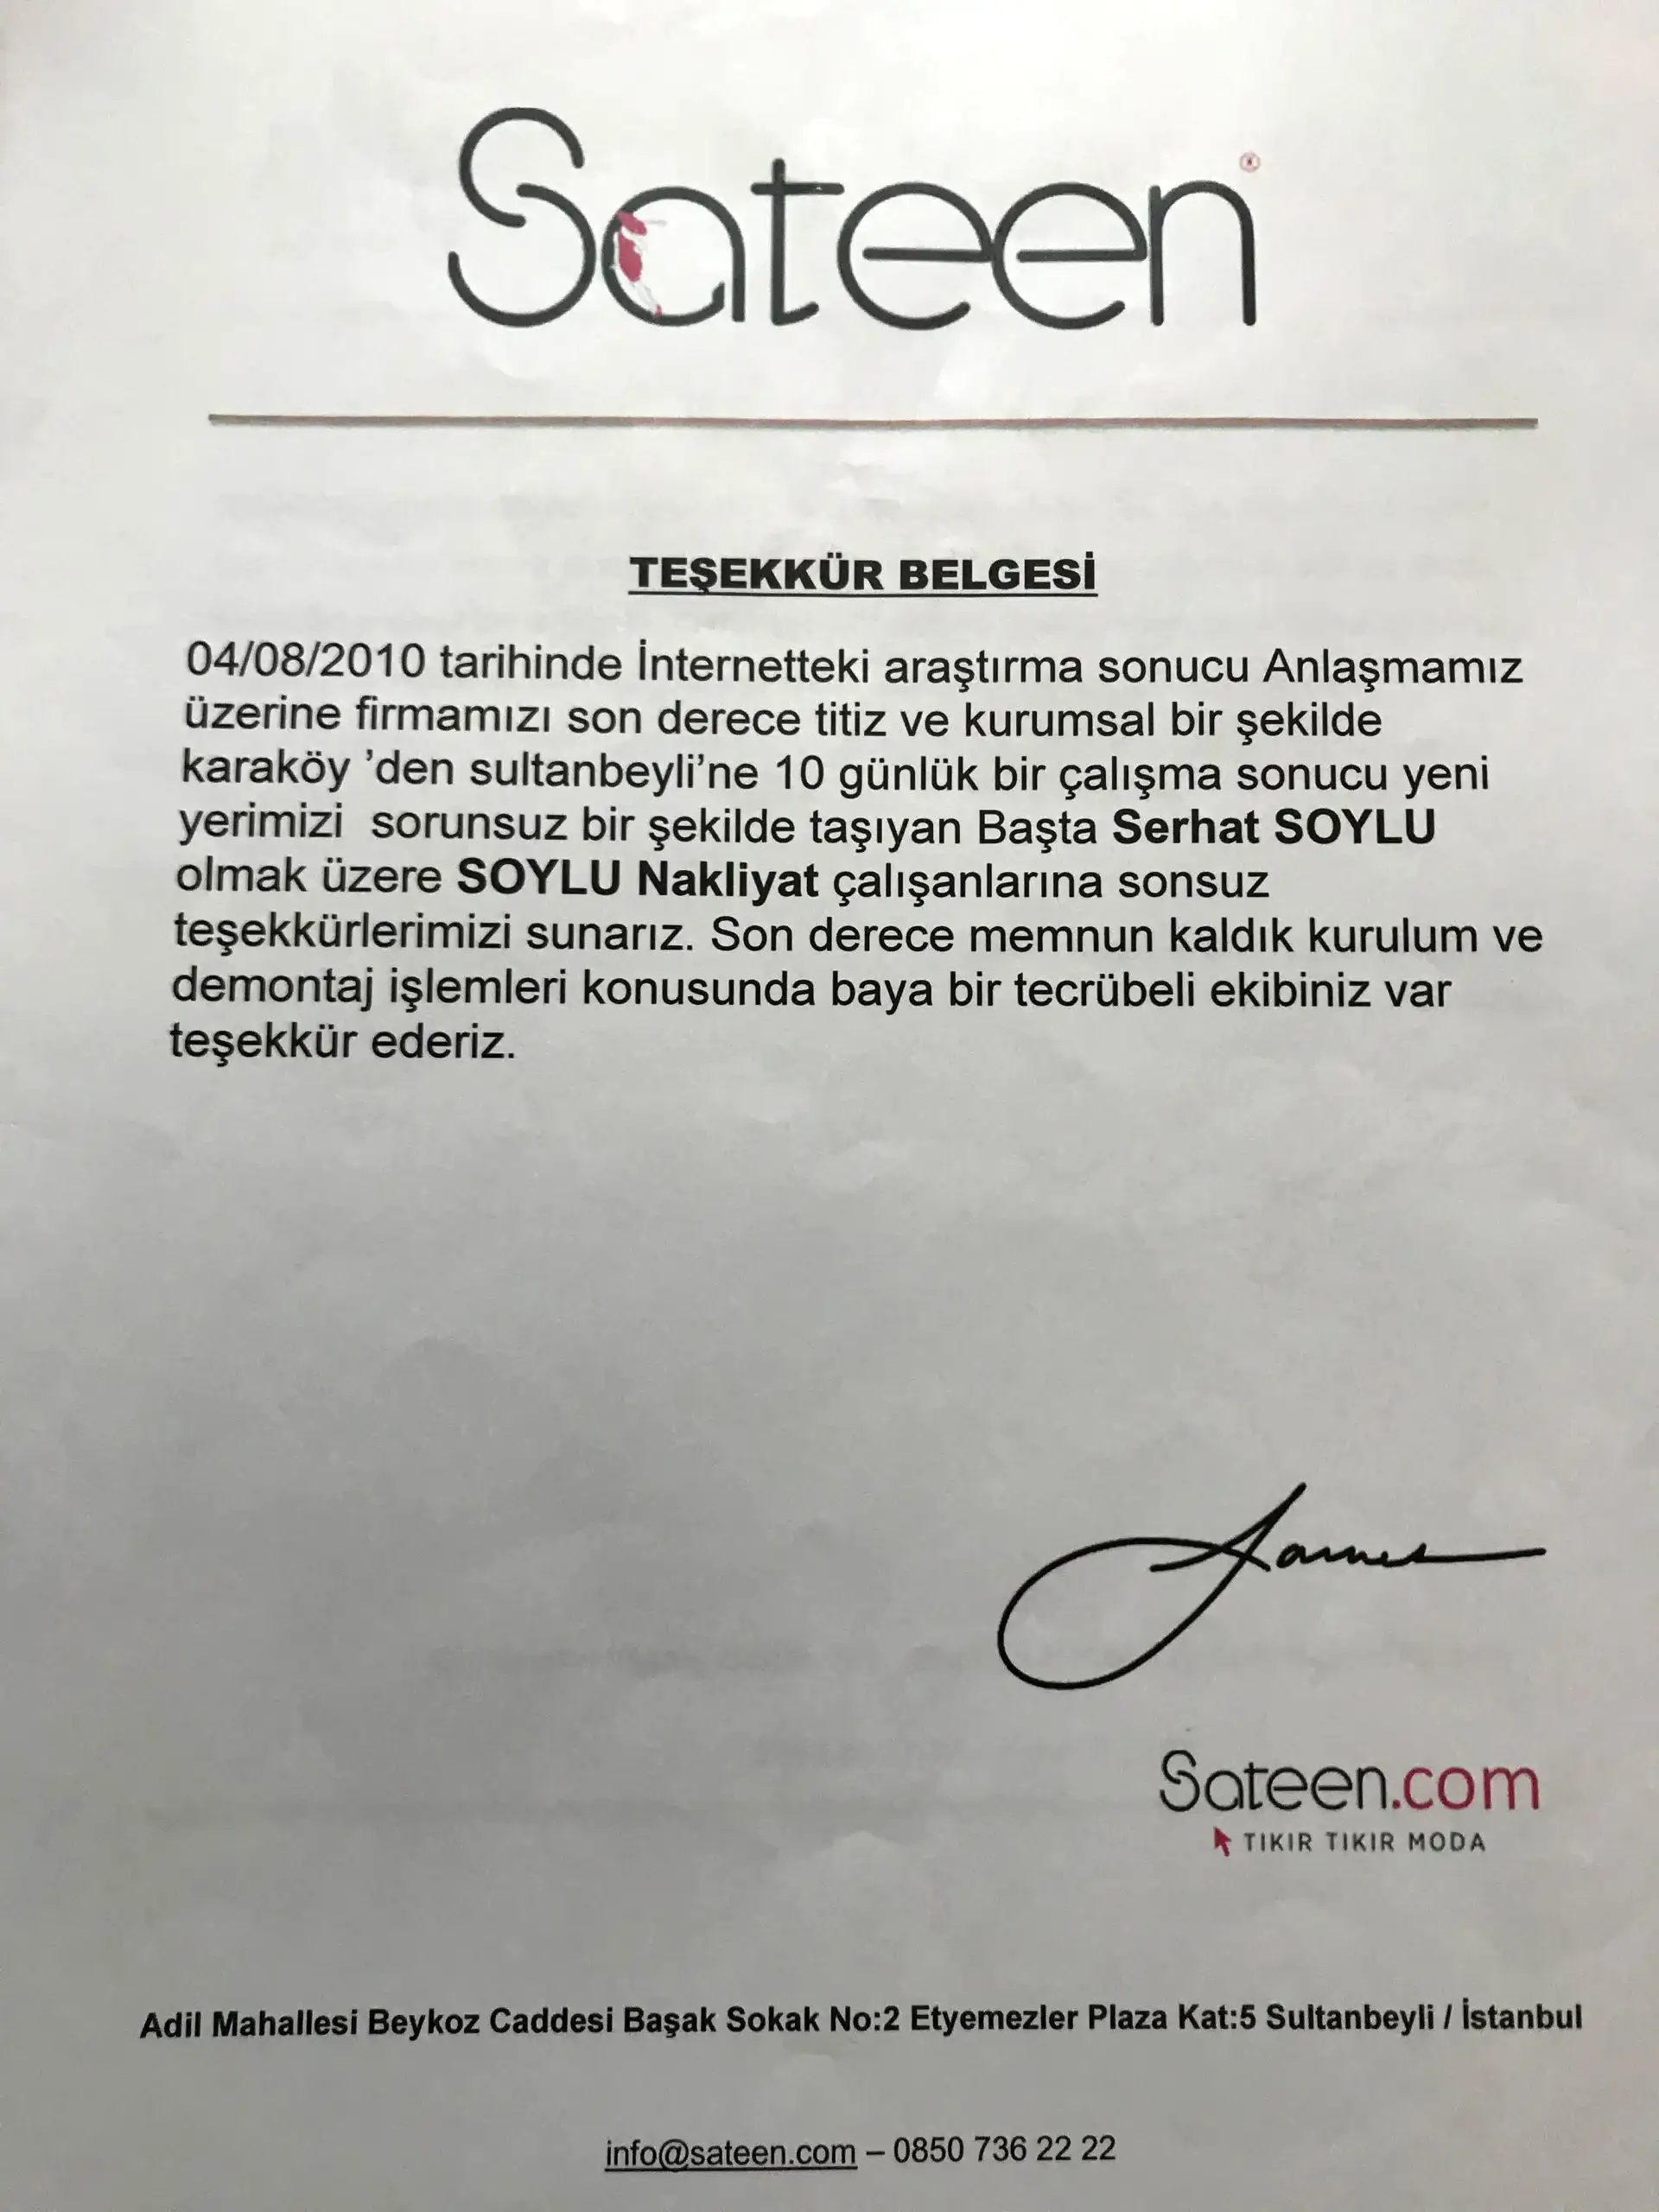 Sateen®
TEŞEKKÜR BELGESİ
04/08/2010 tarihinde İnternetteki araştırma sonucu Anlaşmamız
üzerine firmamızı son derece titiz ve kurumsal bir şekilde
karaköy ’den sultanbeyli’ne 10 günlük bir çalışma sonucu yeni
yerimizi sorunsuz bir şekilde taşıyan Başta Serhat SOYLU
olmak üzere SOYLU Nakliyat çalışanlarına sonsuz
teşekkürlerimizi sunarız. Son derece memnun kaldık kurulum ve
demontaj işlemleri konusunda baya bir tecrübeli ekibiniz var
teşekkür ederiz.
Sateen.com
TIKIR TIKIR MODA
Adil Mahallesi Beykoz Caddesi Başak Sokak No:2 Etyemezler Plaza Kat:5 Sultanbeyli / İstanbul
info@sateen.com – 0850 736 22 22